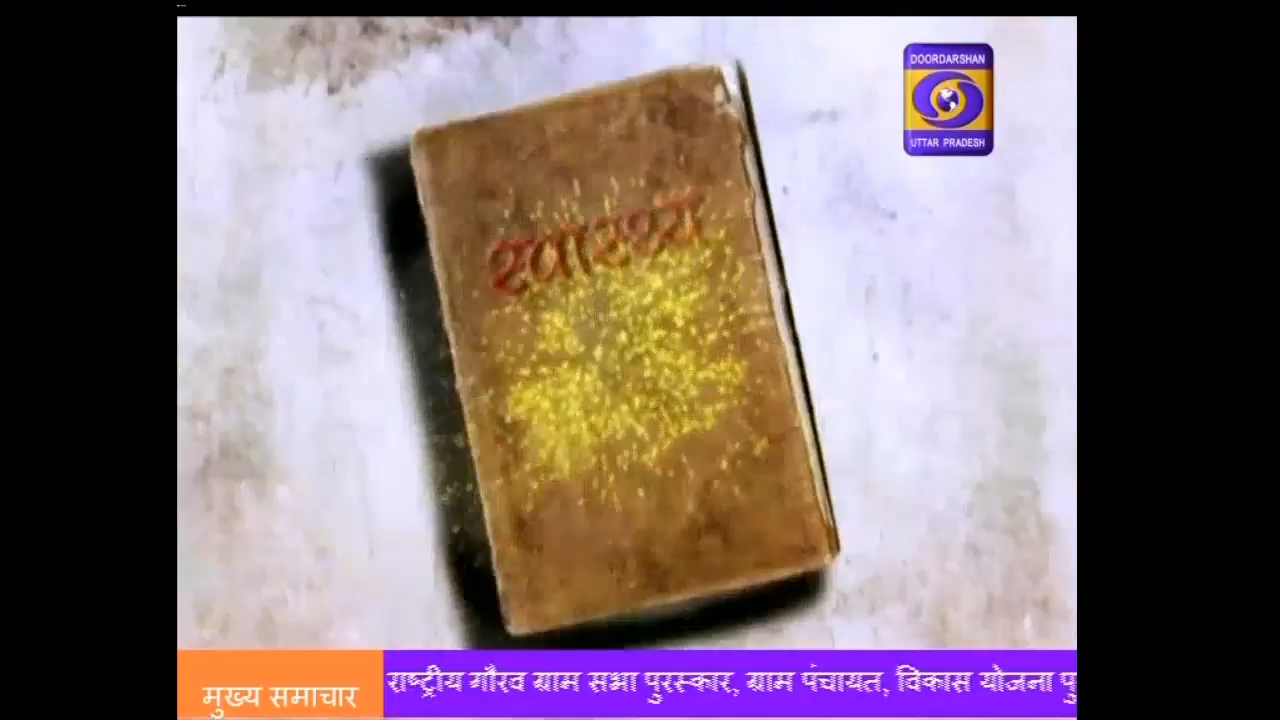 DOORDARSHAN
UTTAR PRADESH
स्वास्थ्य
मुख्य समाचार
राष्ट्रीय गौरव ग्राम सभा पुरस्कार, ग्राम पंचायत, विकास योजना पु